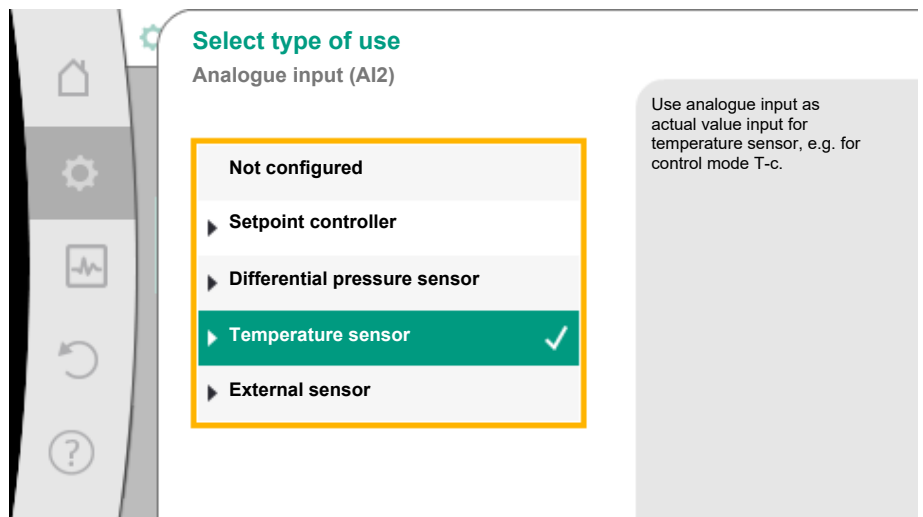 Select type of use
Analogue input (AI2)
Not configured
Setpoint controller
Differential pressure sensor
Temperature sensor
External sensor
Use analogue input as
actual value input for
temperature sensor, e.g. for
control mode T-c.
?